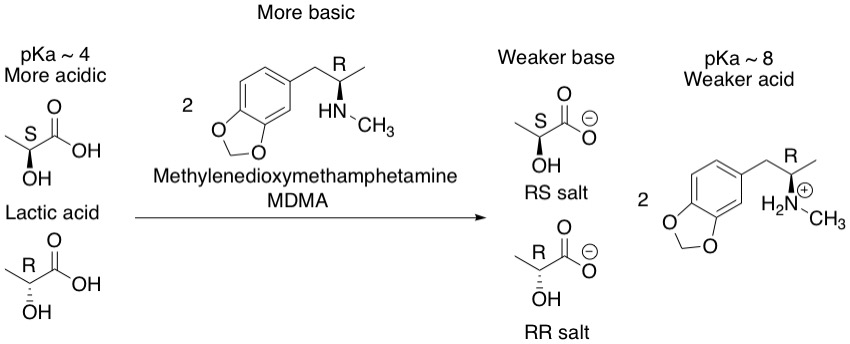 More basic
pKa ~ 4
More acidic
O
S
OH
OH
Lactic acid
O
R
OH
OH
2
R
HN
CH3
O
O
Methylenedioxymethamphetamine
MDMA
Weaker base
O
S
O
−
OH
RS salt
O
R
O
−
OH
RR salt
pKa ~ 8
Weaker acid
2
R
+
H2N
CH3
O
O